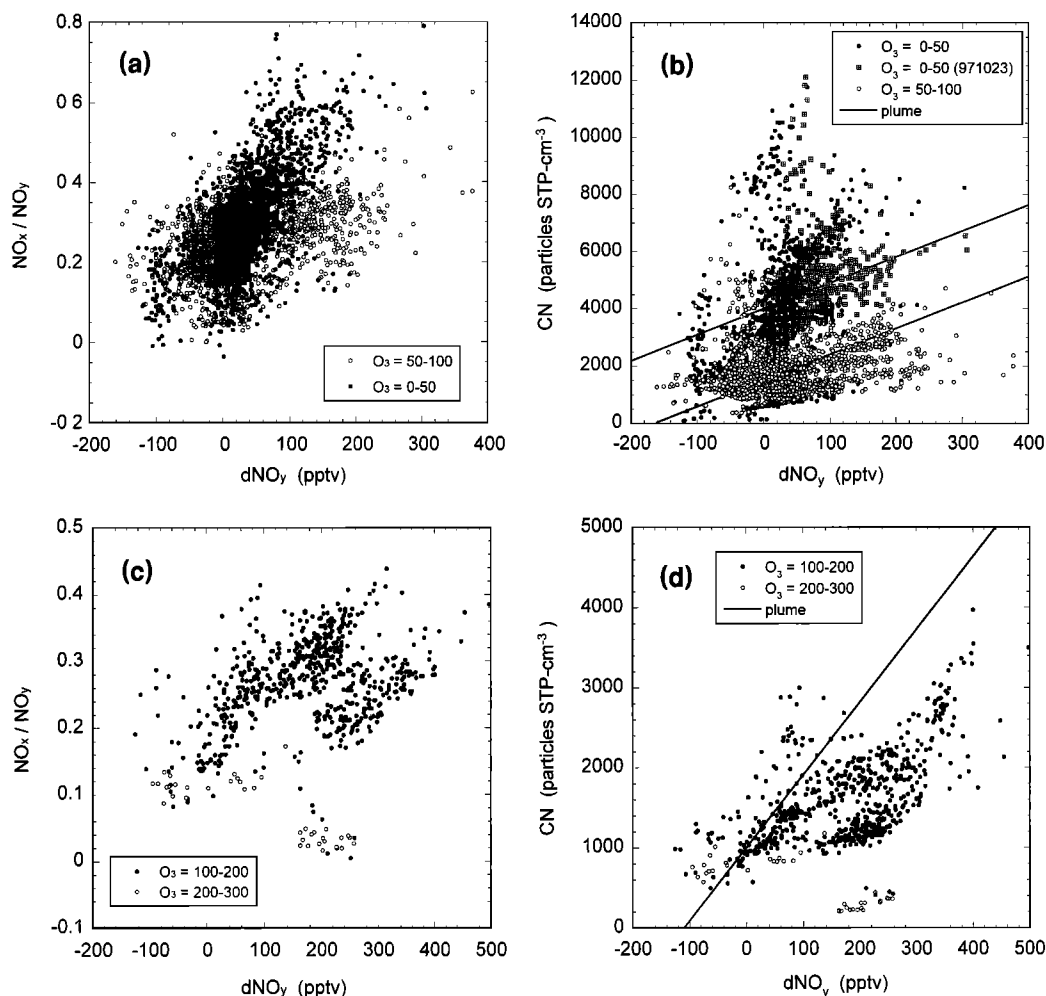 (a)
0.8
0.6
0.4
0.2
0
-0 2
NOx / NOy
-200 -100 0 100 200 300 400
dNOy (pptv)
O3 = 50-100
O3 = 0-50
(b)
14000
12000
10000
8000
6000
4000
2000
0
CN (particles STP-cm-3)
-200 -100 0 100 200 300 400
dNOy (pptv)
O3 = 0-50
O3 = 0-50 (971023)
O3 = 50-100
plume
(c)
0.5
0.4
0.3
0.2
0.1
0
-0.1
NOx / NOy
-200 -100 0 100 200 300 400 500
dNOy (pptv)
O3 = 100-200
O3 = 200-300
(d)
5000
4000
3000
2000
1000
0
CN (particles STP-cm-3)
-200 -100 0 100 200 300 400 500
dNOy (pptv)
O3 = 100-200
O3 = 200-300
plume